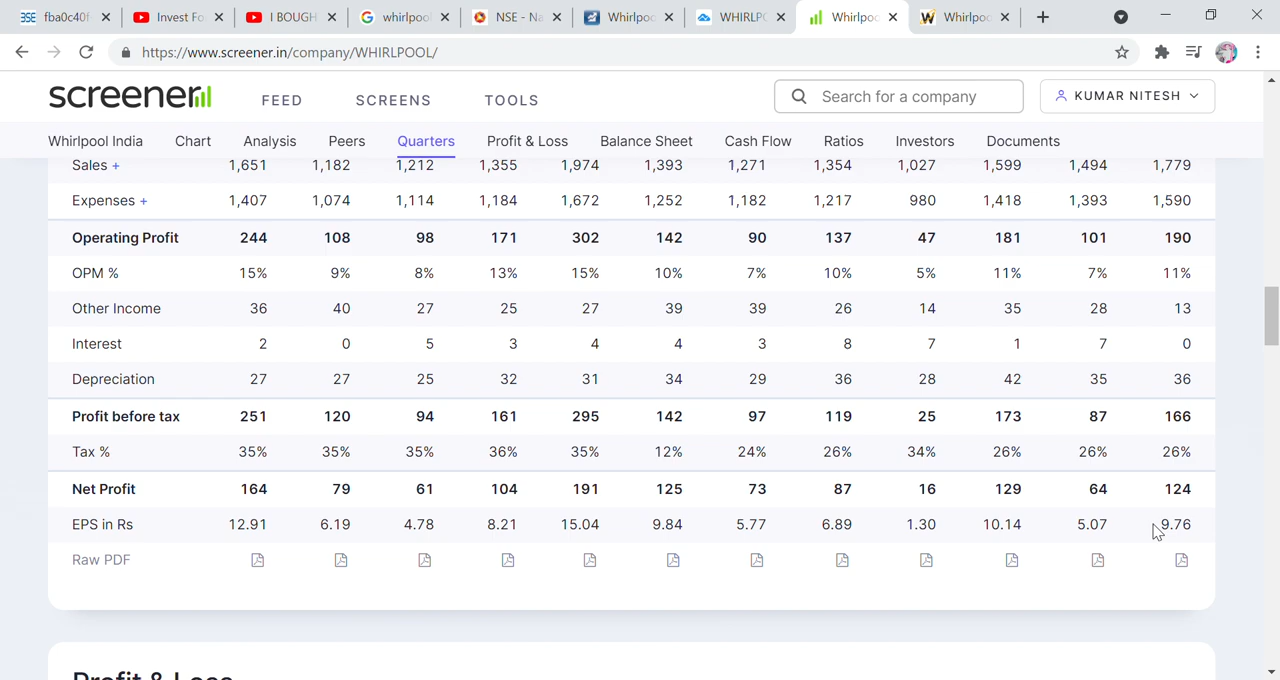 BSE fba0c40f
Invest Fo
I BOUGH
whirlpoo
NSE - Na
Whirlpoo
WHIRLPO
Whirlpoo
W Whirlpoo
https://www.screener.in/company/WHIRLPOOL/
screener FEED SCREENS TOOLS Search for a company KUMAR NITESH
Whirlpool India Chart Analysis Peers Quarters Profit & Loss Balance Sheet Cash Flow Ratios Investors Documents
Sales + 1,651 1,182 1,212 1,355 1,974 1,393 1,271 1,354 1,027 1,599 1,494 1,779
Expenses + 1,407 1,074 1,114 1,184 1,672 1,252 1,182 1,217 980 1,418 1,393 1,590
Operating Profit 244 108 98 171 302 142 90 137 47 181 101 190
OPM % 15% 9% 8% 13% 15% 10% 7% 10% 5% 11% 7% 11%
Other Income 36 40 27 25 27 39 39 26 14 35 28 13
Interest 2 0 5 3 4 4 3 8 7 1 7 0
Depreciation 27 27 25 32 31 34 29 36 28 42 35 36
Profit before tax 251 120 94 161 295 142 97 119 25 173 87 166
Tax % 35% 35% 35% 36% 35% 12% 24% 26% 34% 26% 26% 26%
Net Profit 164 79 61 104 191 125 73 87 16 129 64 124
EPS in Rs 12.91 6.19 4.78 8.21 15.04 9.84 5.77 6.89 1.30 10.14 5.07 9.76
Raw PDF
Profit & Loss